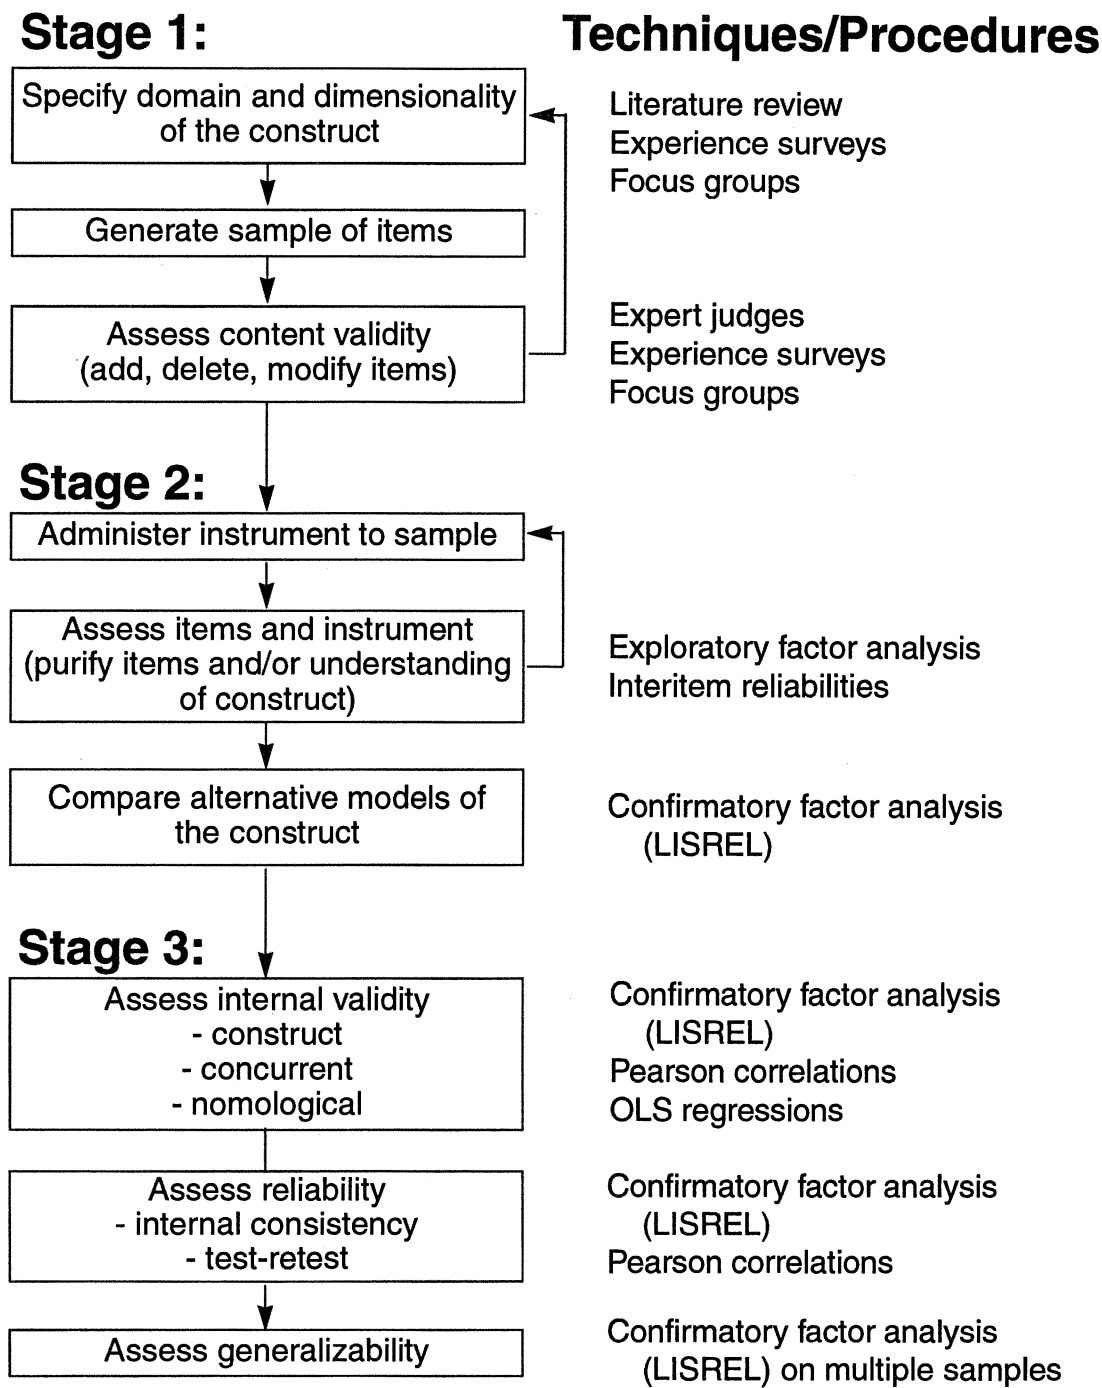 Stage 1:
Techniques/Procedures
Specify domain and dimensionality
of the construct
Literature review
Experience surveys
Focus groups
Generate sample of items
Assess content validity
(add, delete, modify items)
Expert judges
Experience surveys
Focus groups
Stage 2:
Administer instrument to sample
Assess items and instrument
(purify items and/or understanding
of construct)
Exploratory factor analysis
Interitem reliabilities
Compare alternative models of
the construct
Confirmatory factor analysis
(LISREL)
Stage 3:
Assess internal validity
- construct
- concurrent
- nomological
Confirmatory factor analysis
(LISREL)
Pearson correlations
OLS regressions
Assess reliability
- internal consistency
- test-retest
Confirmatory factor analysis
(LISREL)
Pearson correlations
Assess generalizability
Confirmatory factor analysis
(LISREL) on multiple samples